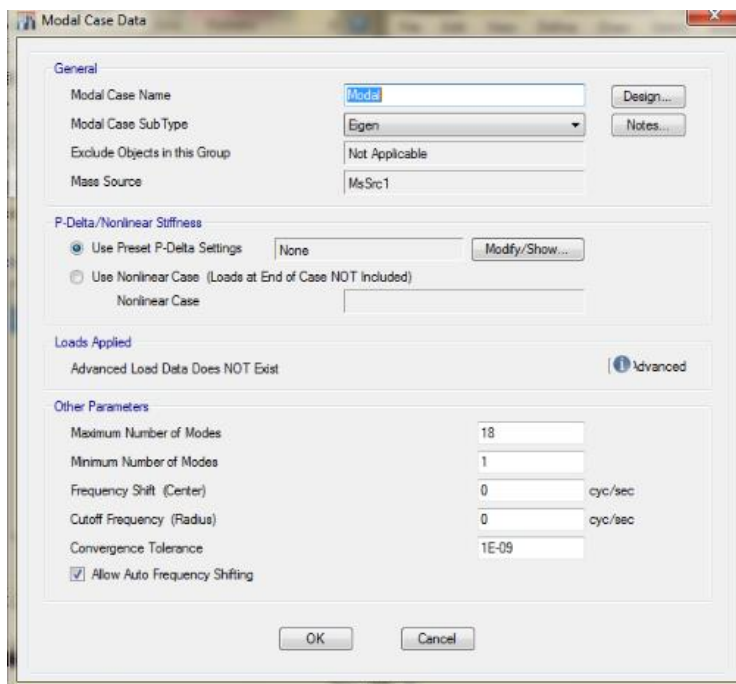 Modal Case Data
General
Modal Case Name Modal Design...
Modal Case SubType Eigen Notes...
Exclude Objects in this Group Not Applicable
Mass Source MsSrc1
P-Delta/Nonlinear Stiffness
Use Preset P-Delta Settings None Modify/Show...
Use Nonlinear Case (Loads at End of Case NOT Included)
Nonlinear Case
Loads Applied
Advanced Load Data Does NOT Exist Advanced
Other Parameters
Maximum Number of Modes 18
Minimum Number of Modes 1
Frequency Shift (Center) 0 cyc/sec
Cutoff Frequency (Radius) 0 cyc/sec
Convergence Tolerance 1E-09
Allow Auto Frequency Shifting
OK Cancel